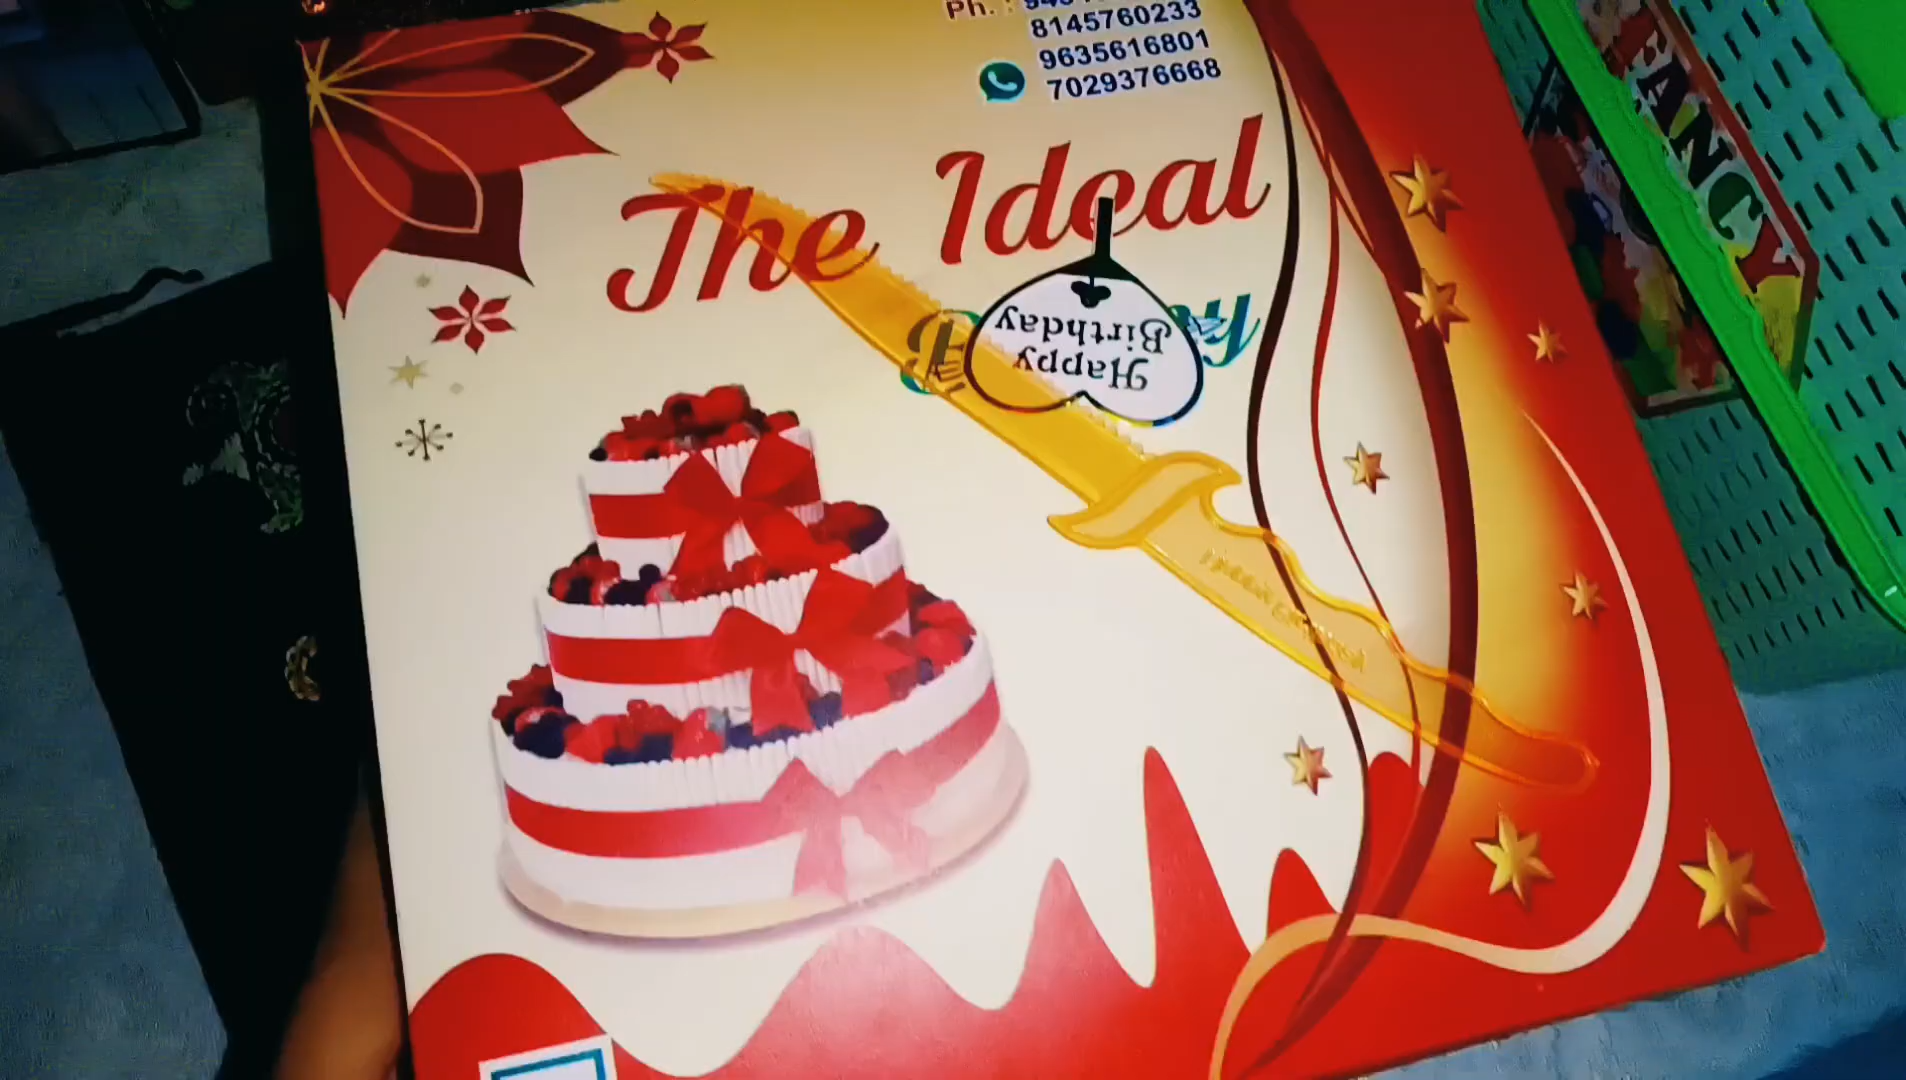 Ph. :
8145760233
9635616801
7029376668
The Ideal
Happy
Birthday
FANCY